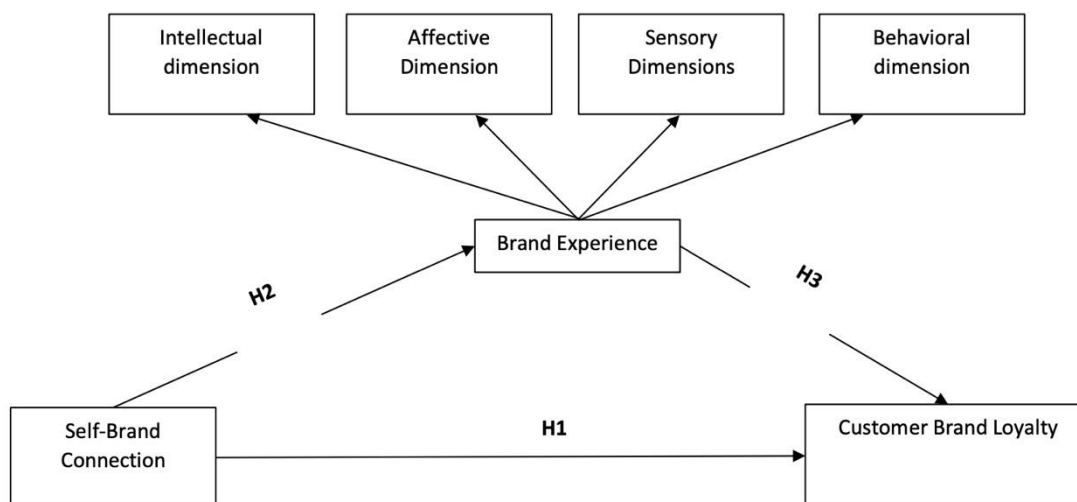 Intellectual
dimension
Affective
Dimension
Sensory
Dimensions
Behavioral
dimension
Brand Experience
H2
H3
Self-Brand
Connection
H1
Customer Brand Loyalty